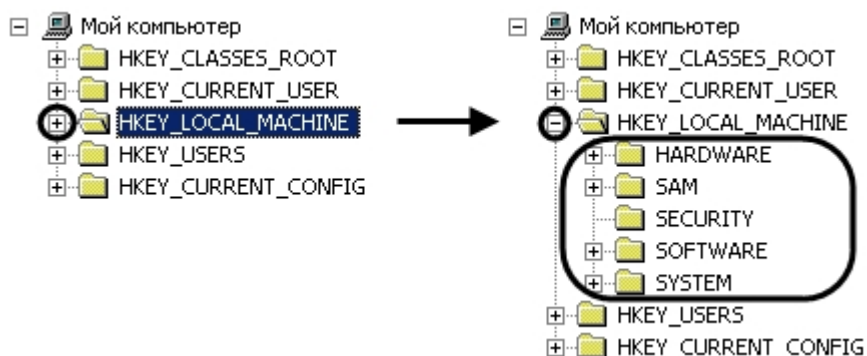 Мой компьютер
HKEY_CLASSES_ROOT
HKEY_CURRENT_USER
HKEY_LOCAL_MACHINE
HKEY_USERS
HKEY_CURRENT_CONFIG
Мой компьютер
HKEY_CLASSES_ROOT
HKEY_CURRENT_USER
HKEY_LOCAL_MACHINE
HARDWARE
SAM
SECURITY
SOFTWARE
SYSTEM
HKEY_USERS
HKEY_CURRENT_CONFIG